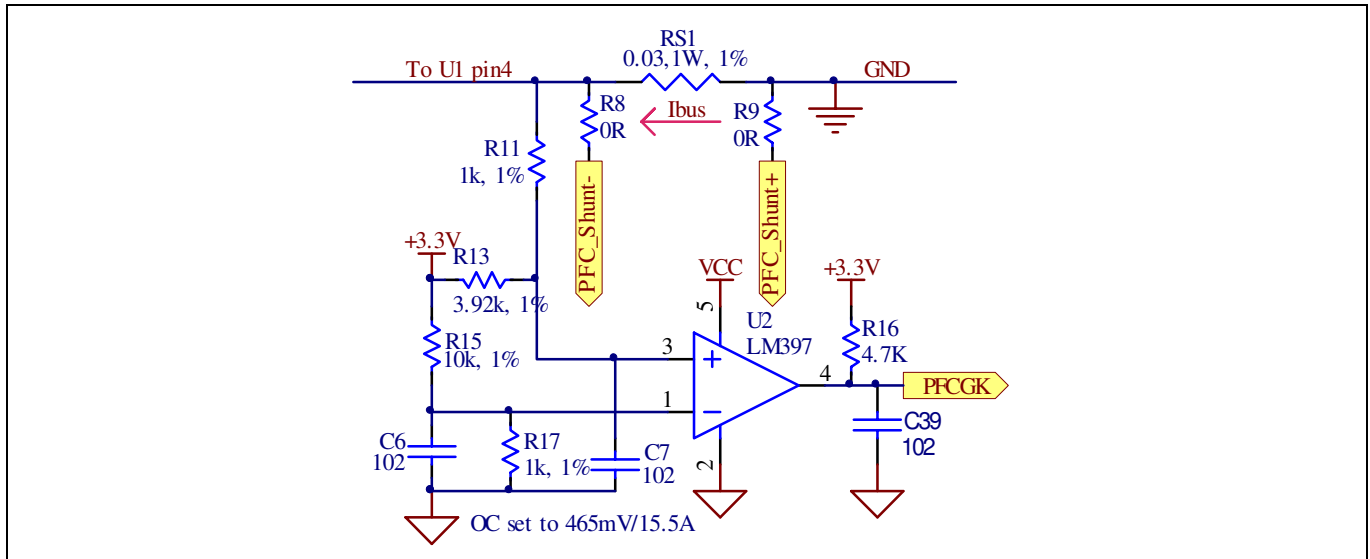 RS1
0.03,1W, 1%
To U1 pin4
GND
R8
0R
Ibus
R9
0R
R11
1k, 1%
PFC_Shunt-
PFC_Shunt+
+3.3V
R13
3.92k, 1%
VCC
+3.3V
5
U2
LM397
R15
10k, 1%
R16
4.7K
3
+
4
PFCGK
1
−
C6
102
R17
1k, 1%
C7
102
2
C39
102
OC set to 465mV/15.5A